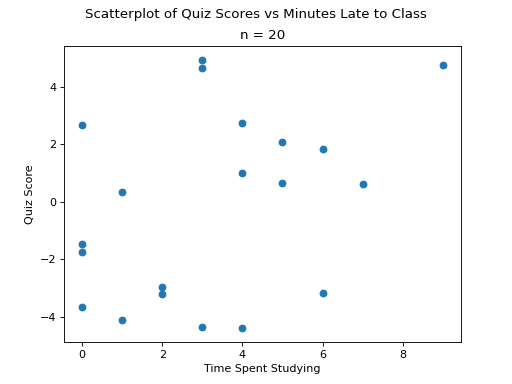 Scatterplot of Quiz Scores vs Minutes Late to Class
n = 20
4
2
0
−2
−4
Quiz Score
0 2 4 6 8
Time Spent Studying